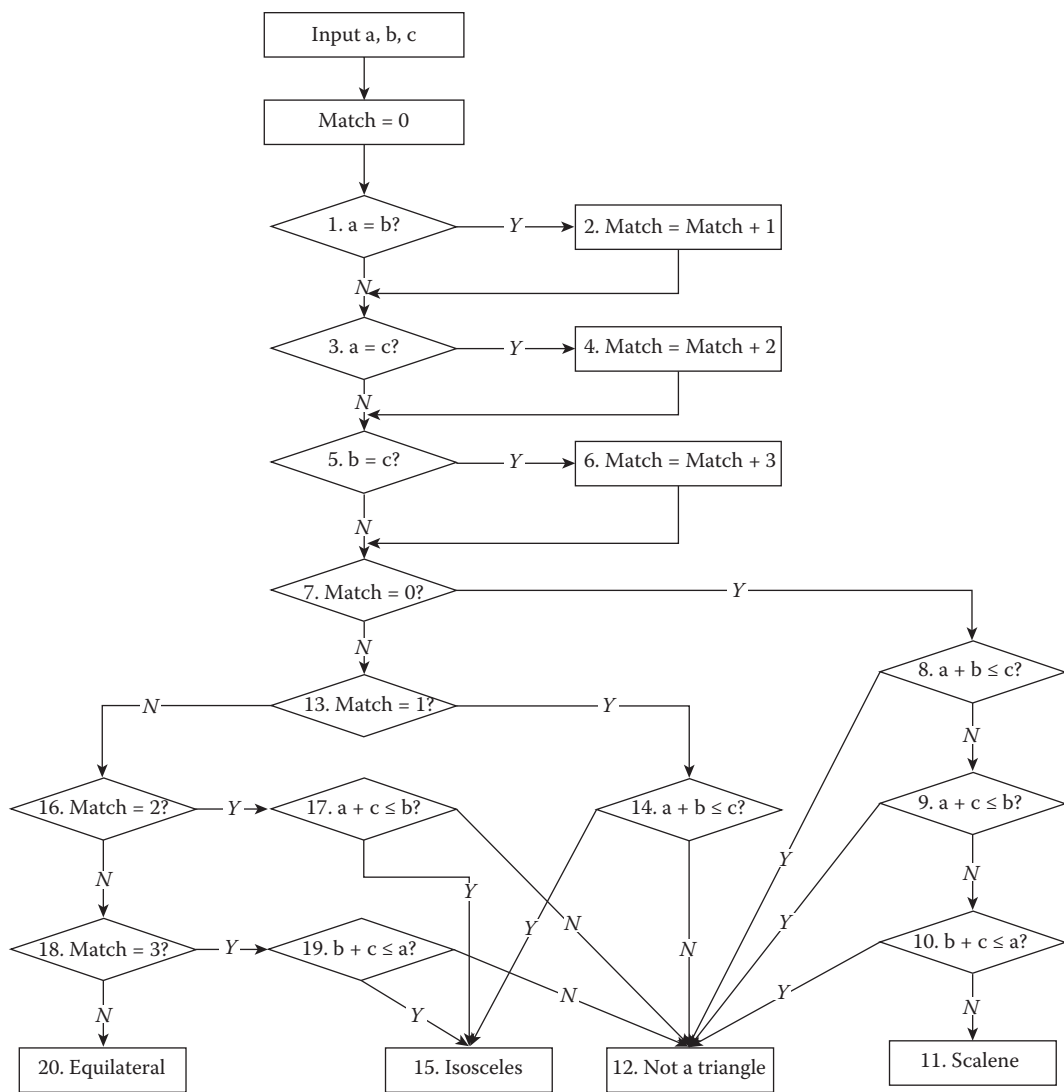 Input a, b, c
Match = 0
1. a = b?
Y
2. Match = Match + 1
N
3. a = c?
Y
4. Match = Match + 2
N
5. b = c?
Y
6. Match = Match + 3
N
7. Match = 0?
Y
N
8. a + b ≤ c?
N
13. Match = 1?
Y
N
16. Match = 2?
Y
17. a + c ≤ b?
14. a + b ≤ c?
9. a + c ≤ b?
Y
N
Y
N
Y
Y
N
N
18. Match = 3?
Y
19. b + c ≤ a?
10. b + c ≤ a?
N
Y
N
Y
N
20. Equilateral
15. Isosceles
12. Not a triangle
11. Scalene